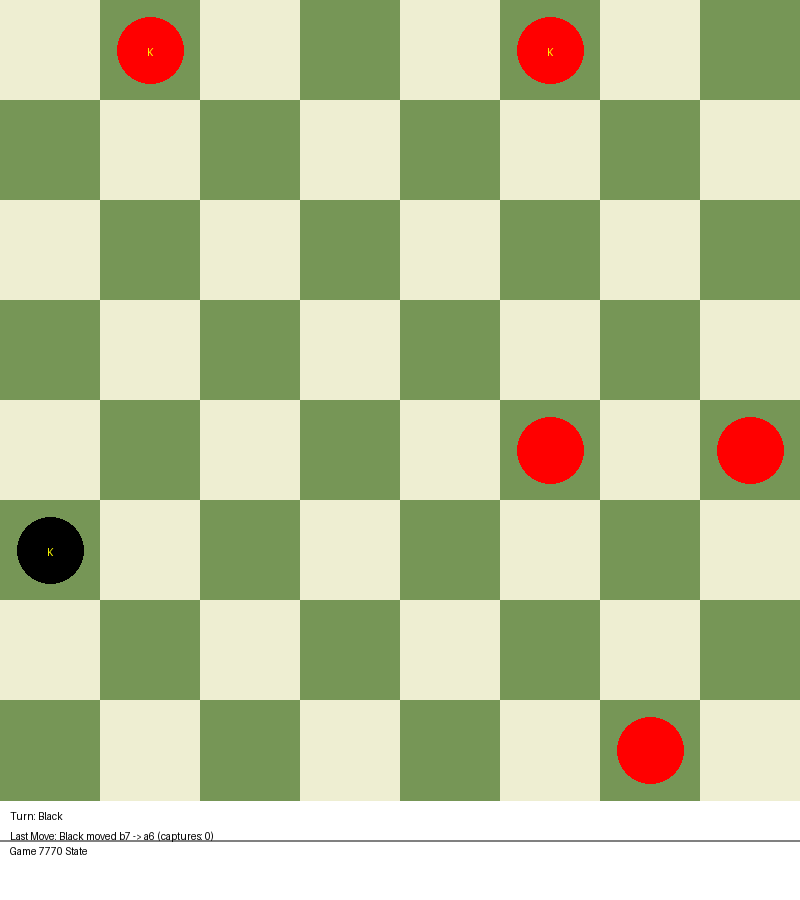 K
K
K
Turn: Black
Last Move: Black moved b7 -> a6 (captures: 0)
Game 7770 State